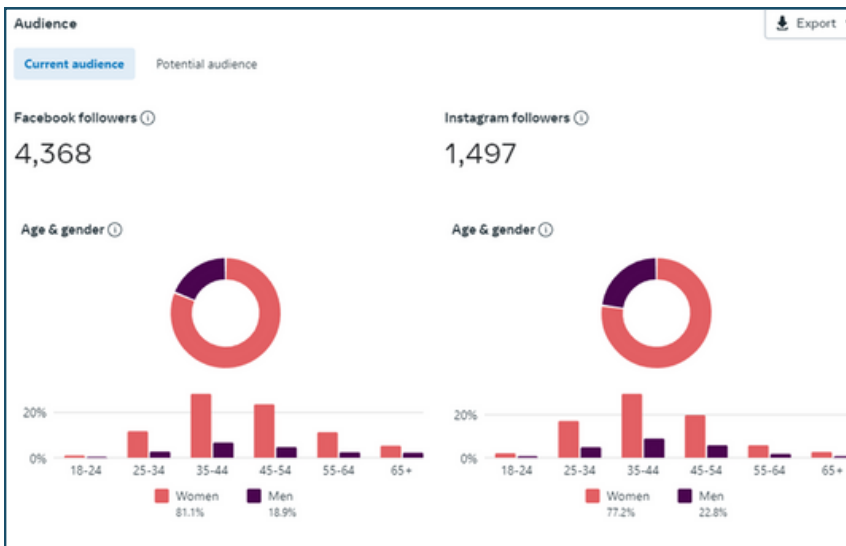 Audience
Export
Current audience Potential audience
Facebook followers
4,368
Age & gender
20%
0%
18-24 25-34 35-44 45-54 55-64 65+
Women Men
81.1% 18.9%
Instagram followers
1,497
Age & gender
20%
0%
18-24 25-34 35-44 45-54 55-64 65+
Women Men
77.2% 22.8%